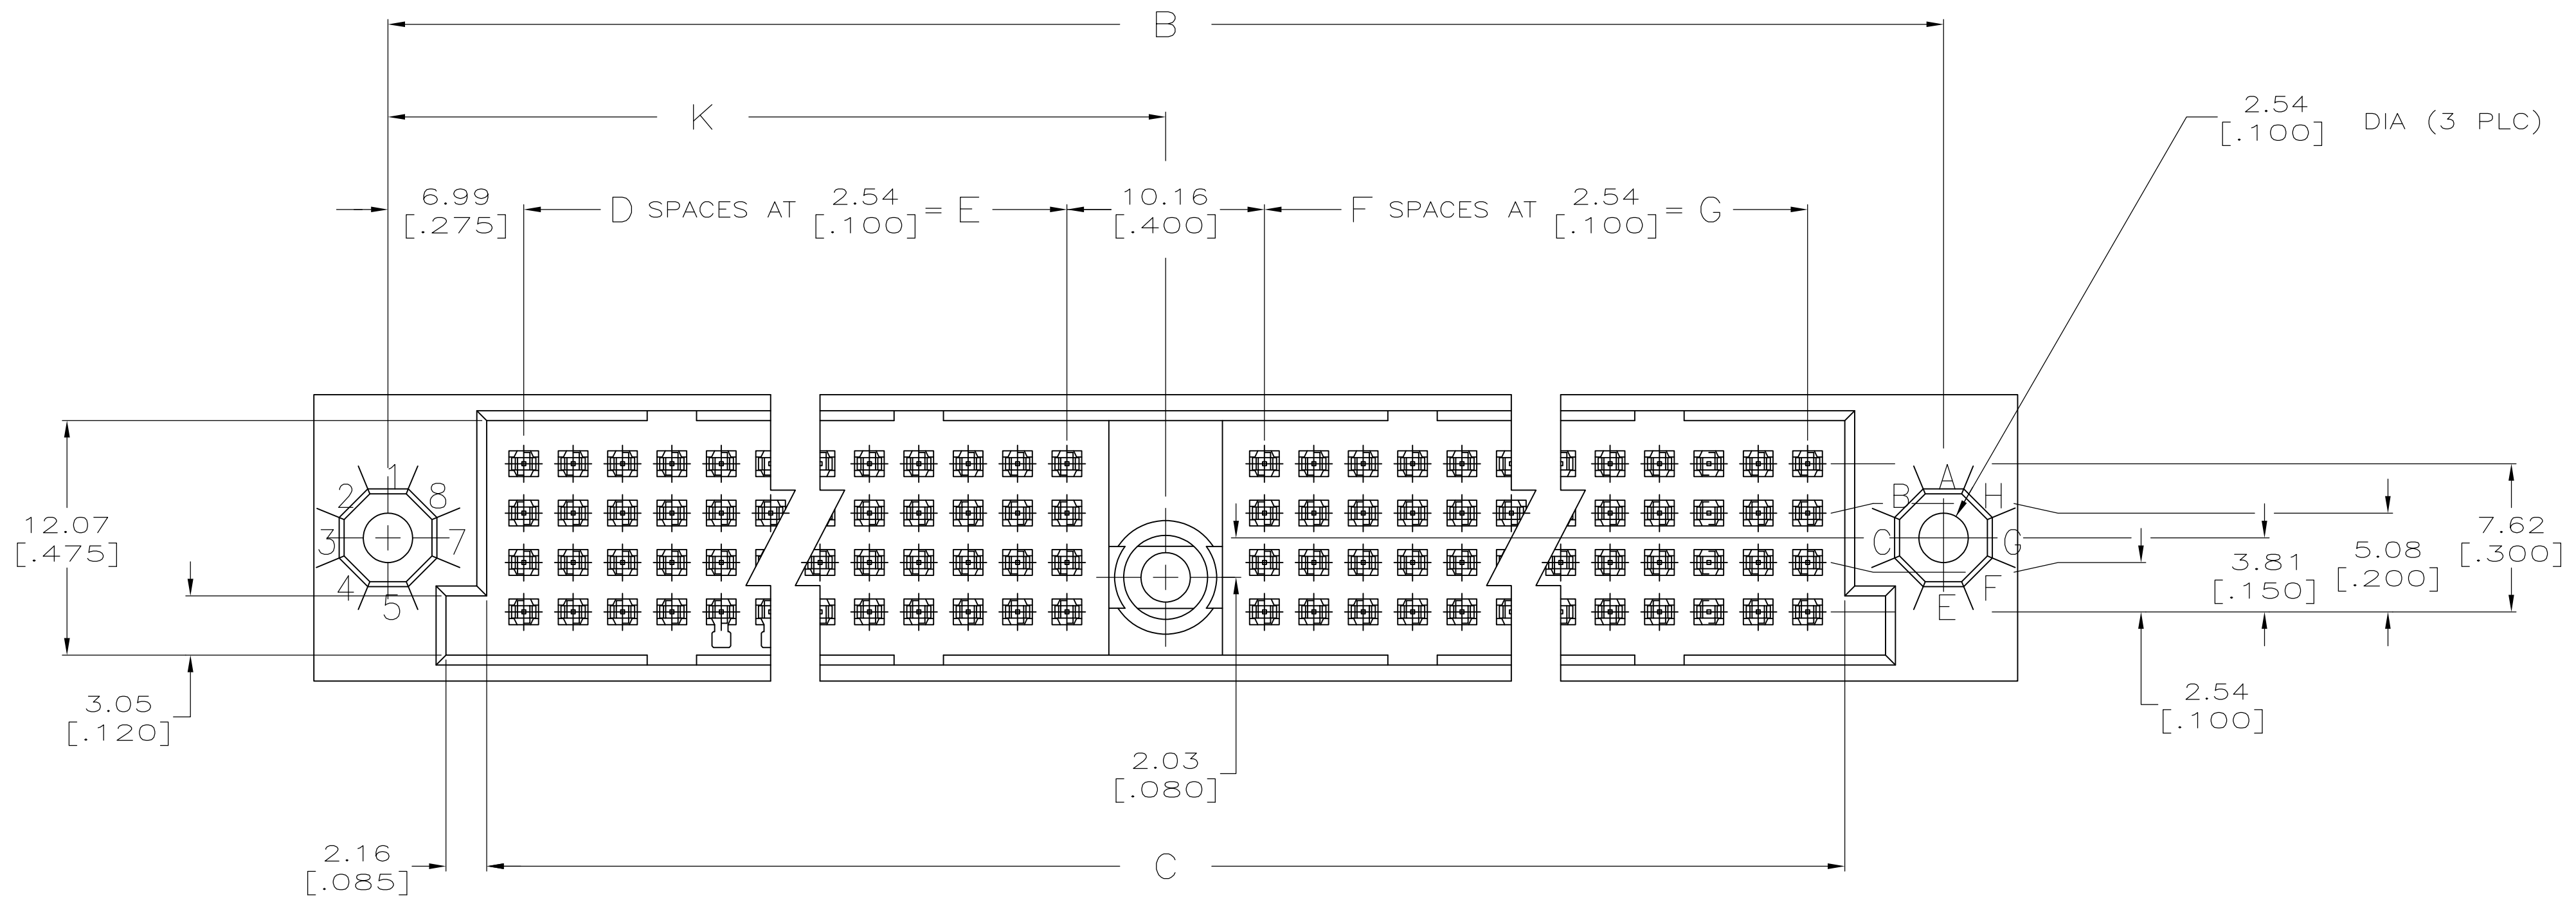 B
K
2.54
[.100] DIA (3 PLC)
6.99
[.275]
D SPACES AT 2.54 [.100] = E
10.16
[.400]
F SPACES AT 2.54 [.100] = G
1
2 8
3 7
4
5
A
B H
C G
F
E
12.07
[.475]
3.05
[.120]
2.16
[.085]
C
2.03
[.080]
3.81
[.150]
5.08
[.200]
7.62
[.300]
2.54
[.100]